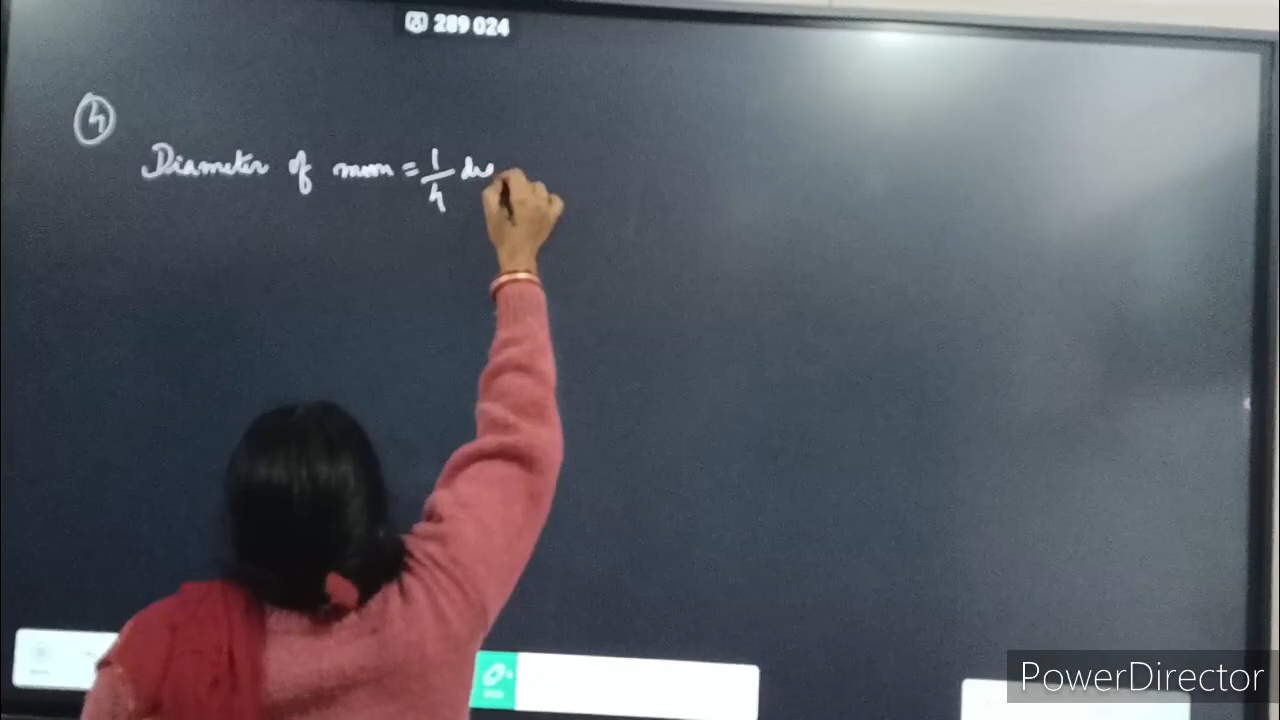 289 024
④
Diameter of moon = 1/4
PowerDirector